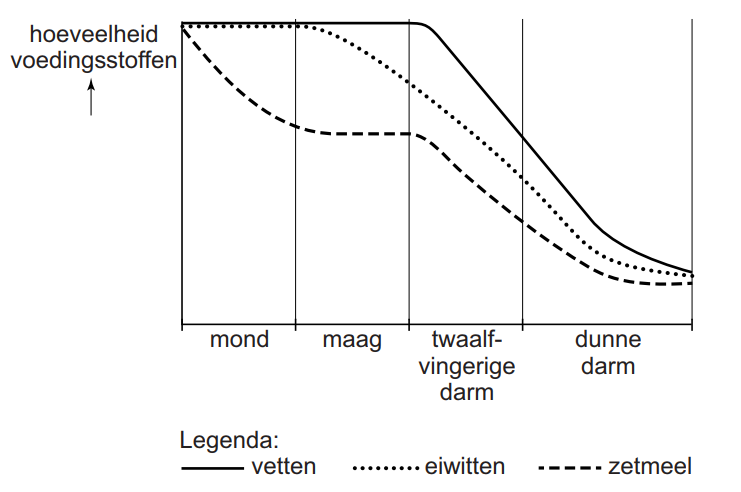 hoeveelheid
voedingsstoffen
mond
maag
twaalf-
vingerige
darm
dunne
darm
Legenda:
vetten
eiwitten
zetmeel